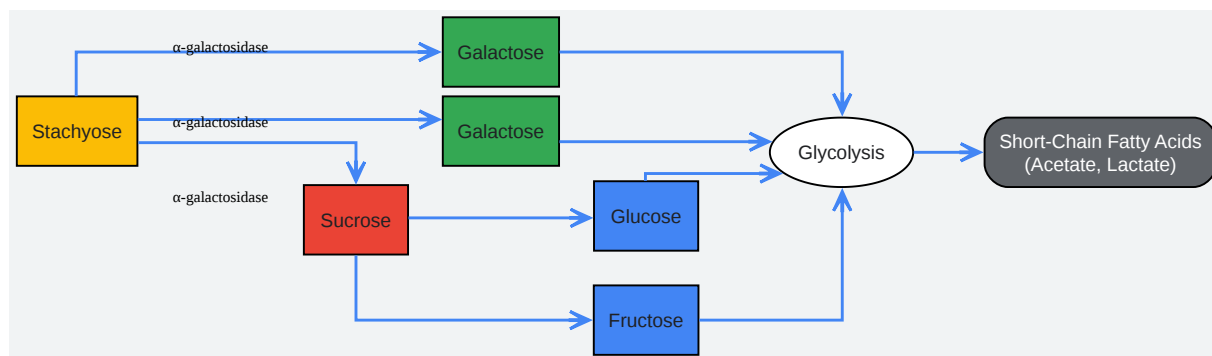 α-galactosidase
Galactose
Stachyose
α-galactosidase
Galactose
Glycolysis
Short-Chain Fatty Acids
(Acetate, Lactate)
α-galactosidase
Sucrose
Glucose
Fructose